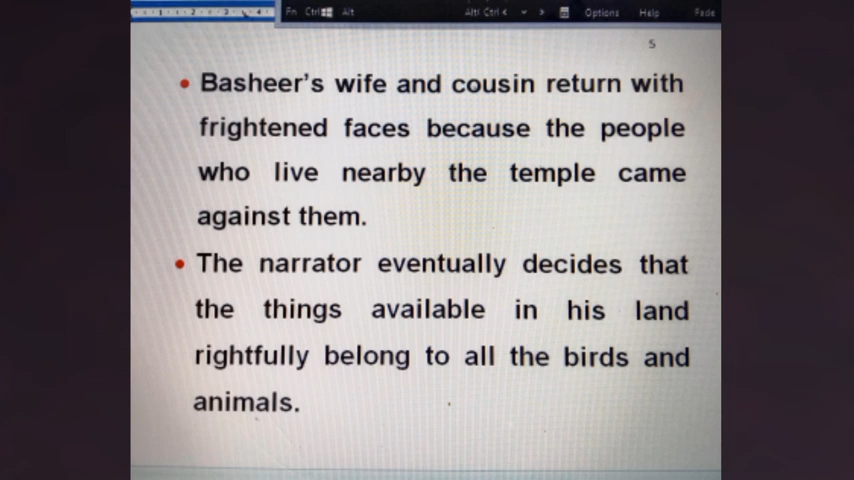 Fn Ctrl Alt Alt Ctrl < > Options Help Fade
5
• Basheer's wife and cousin return with
frightened faces because the people
who live nearby the temple came
against them.
• The narrator eventually decides that
the things available in his land
rightfully belong to all the birds and
animals.